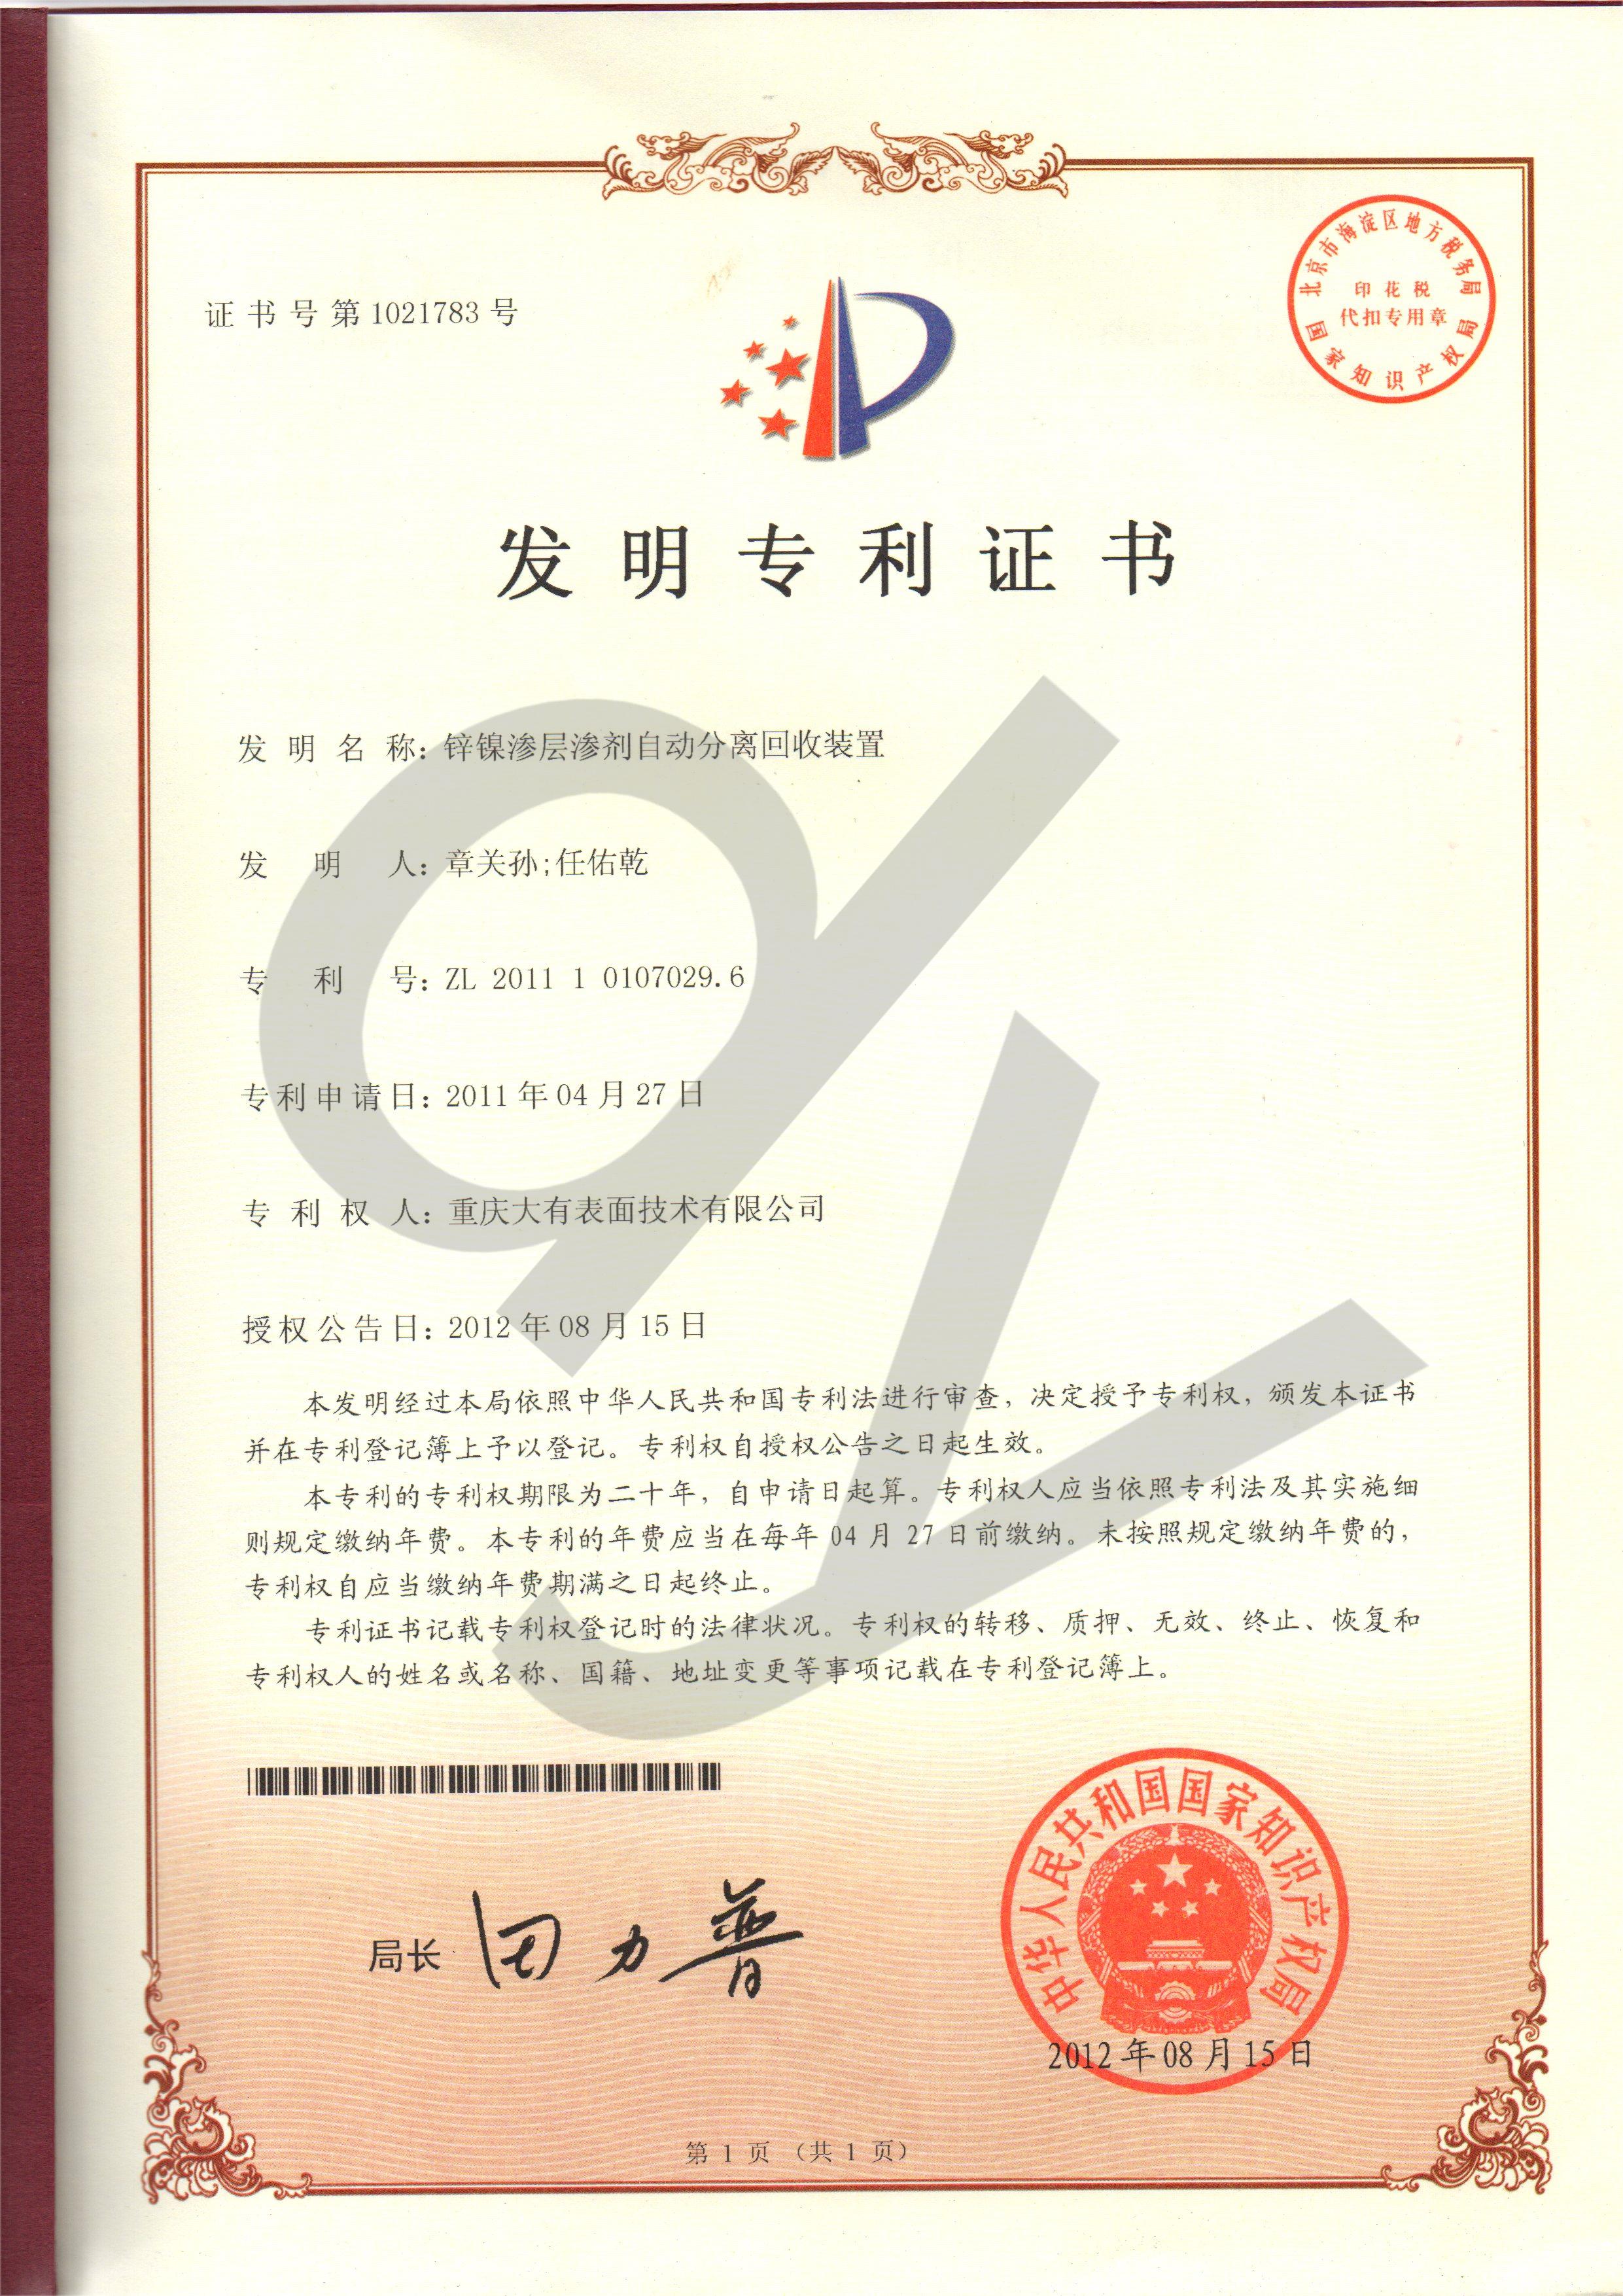 证书号第1021783号
北京市海淀区地方税务局
印花税
代扣专用章
国家知识产权局
发明专利证书
发明名称：锌镍渗层渗剂自动分离回收装置
发明人：章关孙;任佑乾
专利号：ZL 2011 1 0107029.6
专利申请日：2011年04月27日
专利权人：重庆大有表面技术有限公司
授权公告日：2012年08月15日
本发明经过本局依照中华人民共和国专利法进行审查，决定授予专利权，颁发本证书
并在专利登记簿上予以登记。专利权自授权公告之日起生效。
本专利的专利权期限为二十年，自申请日起算。专利权人应当依照专利法及其实施细
则规定缴纳年费。本专利的年费应当在每年 04 月 27 日前缴纳。未按照规定缴纳年费的，
专利权自应当缴纳年费期满之日起终止。
专利证书记载专利权登记时的法律状况。专利权的转移、质押、无效、终止、恢复和
专利权人的姓名或名称、国籍、地址变更等事项记载在专利登记簿上。
局长 田力普
中华人民共和国国家知识产权局
2012年08月15日
第 1 页 （共 1 页）